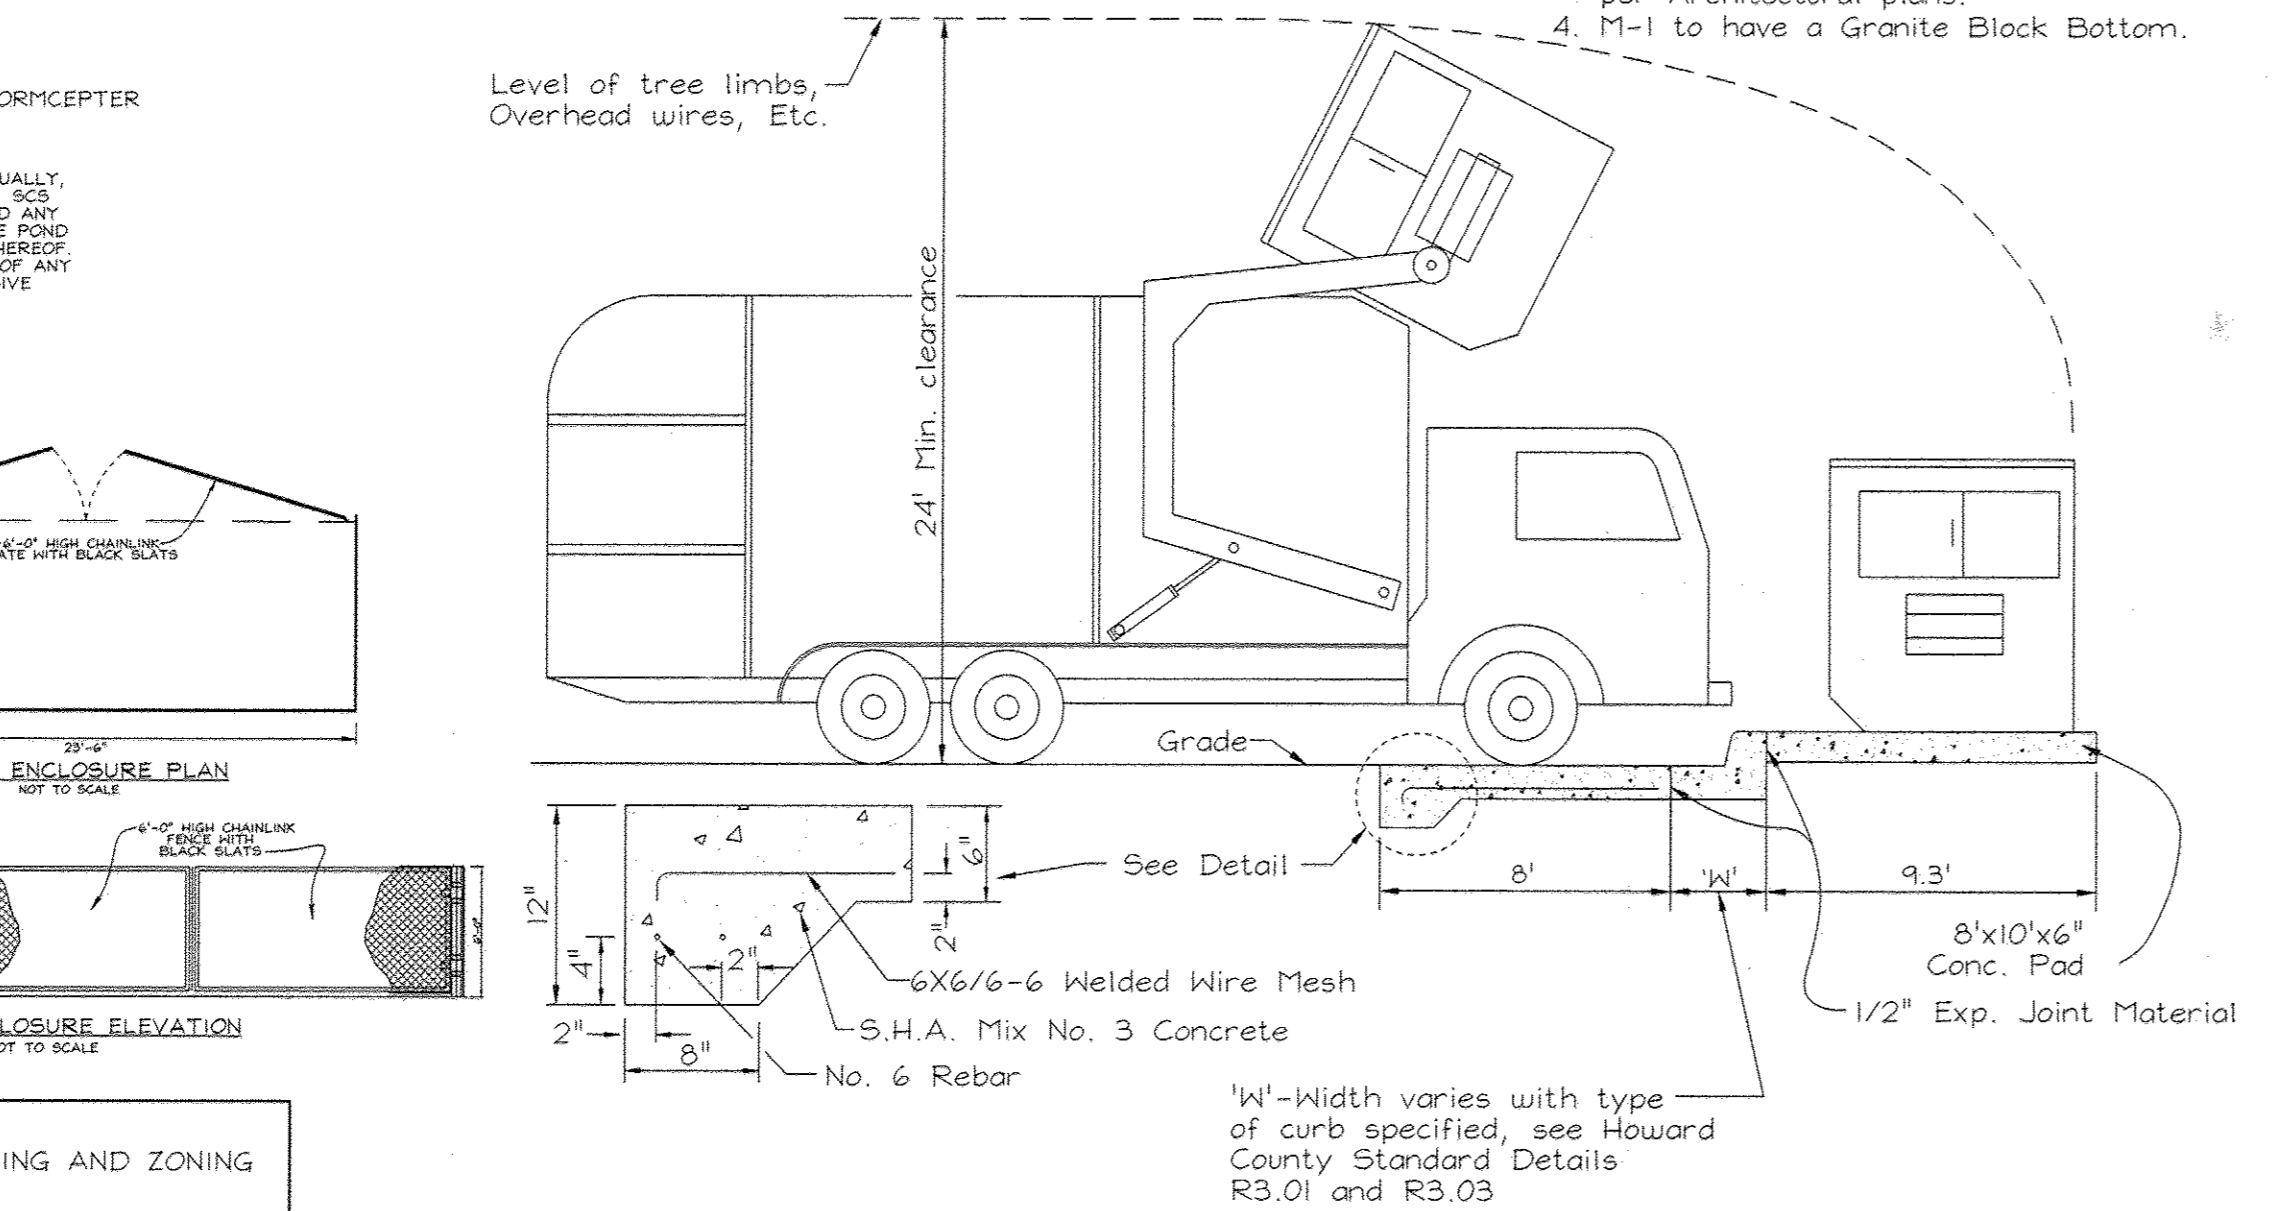 per Architectural plans.
4. M-1 to have a Granite Block Bottom.
Level of tree limbs,
Overhead wires, Etc.
ORMCEPTER
UALLY,
SCS
D ANY
E POND
HEREOF.
OF ANY
IVE
24' Min. clearance
6'-0" HIGH CHAINLINK
ATE WITH BLACK SLATS
23'-6"
ENCLOSURE PLAN
NOT TO SCALE
6'-0" HIGH CHAINLINK
FENCE WITH
BLACK SLATS
LOSURE ELEVATION
OT TO SCALE
ING AND ZONING
Grade
See Detail
12"
6"
4"
2"
2"
2"
8"
6X6/6-6 Welded Wire Mesh
S.H.A. Mix No. 3 Concrete
No. 6 Rebar
8'
'W'
9.3'
8'x10'x6"
Conc. Pad
1/2" Exp. Joint Material
'W'-Width varies with type
of curb specified, see Howard
County Standard Details
R3.01 and R3.03